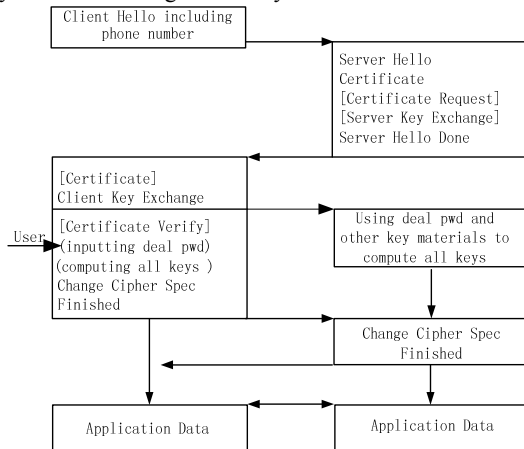 Client Hello including
phone number
Server Hello
Certificate
[Certificate Request]
[Server Key Exchange]
Server Hello Done
[Certificate]
Client Key Exchange
User
[Certificate Verify]
(inputting deal pwd)
(computing all keys )
Change Cipher Spec
Finished
Using deal pwd and
other key materials to
compute all keys
Change Cipher Spec
Finished
Application Data
Application Data